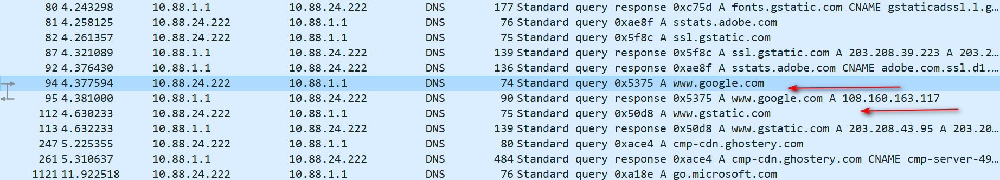 80 4.243298 10.88.1.1 10.88.24.222 DNS 177 Standard query response 0xc75d A fonts.gstatic.com CNAME gstaticadssl.l.g…
81 4.258125 10.88.24.222 10.88.1.1 DNS 76 Standard query 0xae8f A sstats.adobe.com
82 4.261357 10.88.24.222 10.88.1.1 DNS 75 Standard query 0x5f8c A ssl.gstatic.com
87 4.321089 10.88.1.1 10.88.24.222 DNS 139 Standard query response 0x5f8c A ssl.gstatic.com A 203.208.39.223 A 203.2…
92 4.376430 10.88.1.1 10.88.24.222 DNS 136 Standard query response 0xae8f A sstats.adobe.com CNAME adobe.com.ssl.d1.…
94 4.377594 10.88.24.222 10.88.1.1 DNS 74 Standard query 0x5375 A www.google.com
95 4.381000 10.88.1.1 10.88.24.222 DNS 90 Standard query response 0x5375 A www.google.com A 108.160.163.117
112 4.630233 10.88.24.222 10.88.1.1 DNS 75 Standard query 0x50d8 A www.gstatic.com
113 4.632233 10.88.1.1 10.88.24.222 DNS 139 Standard query response 0x50d8 A www.gstatic.com A 203.208.43.95 A 203.20…
247 5.225355 10.88.24.222 10.88.1.1 DNS 80 Standard query 0xace4 A cmp-cdn.ghostery.com
261 5.310637 10.88.1.1 10.88.24.222 DNS 484 Standard query response 0xace4 A cmp-cdn.ghostery.com CNAME cmp-server-49…
1121 11.922518 10.88.24.222 10.88.1.1 DNS 76 Standard query 0xa18e A go.microsoft.com